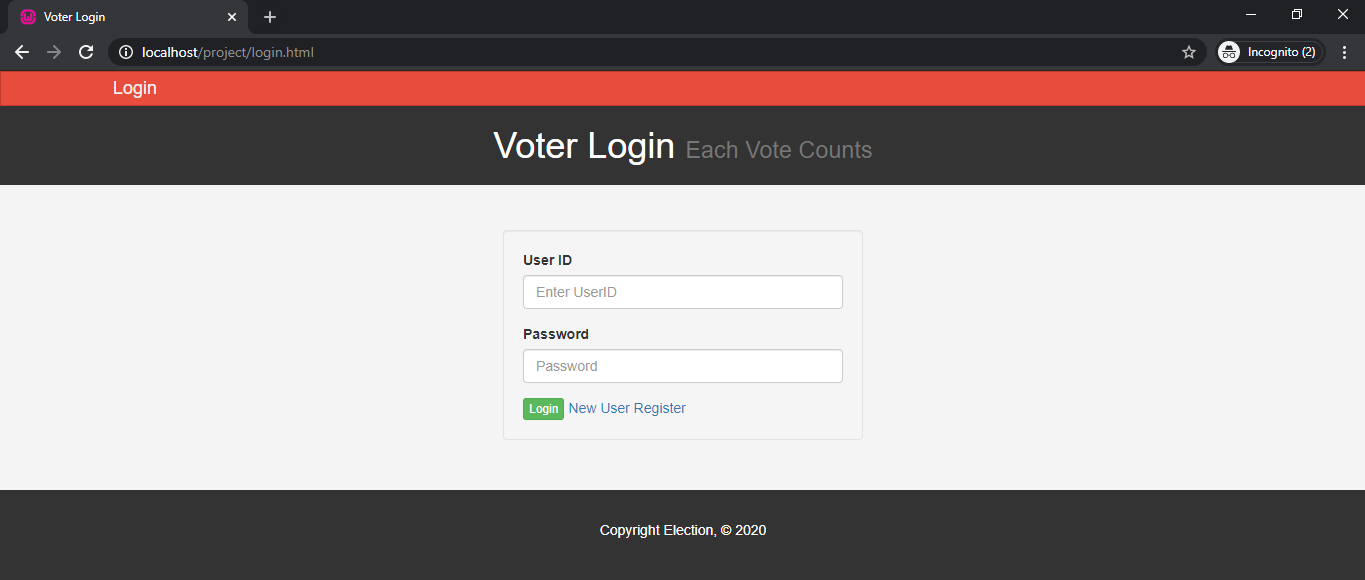 Voter Login
localhost/project/login.html
Incognito (2)
Login
Voter Login Each Vote Counts
User ID
Enter UserID
Password
Password
Login New User Register
Copyright Election, © 2020